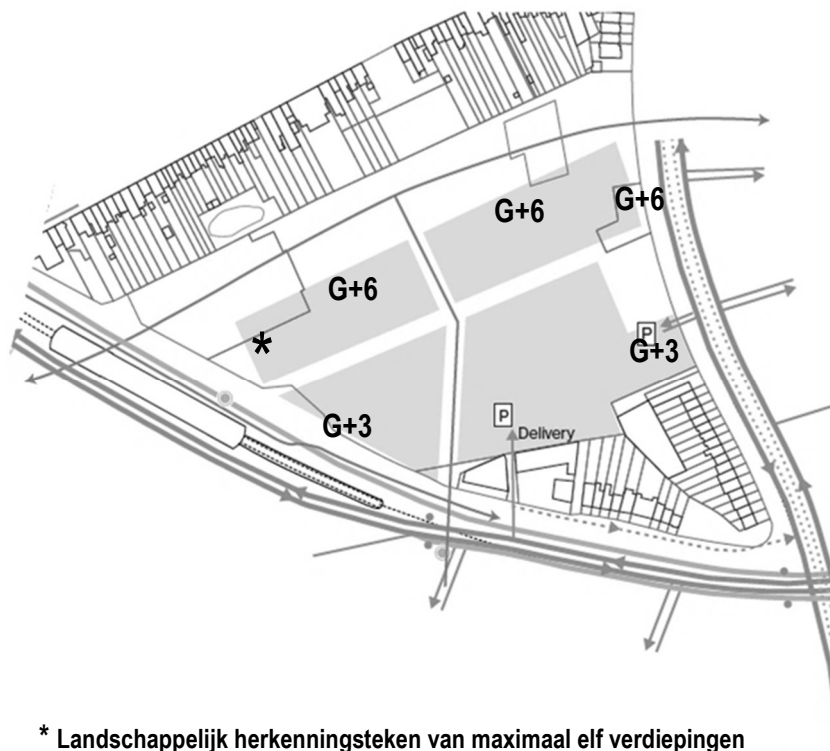 G+6
G+6
G+6
*
P
G+3
P
Delivery
G+3
* Landschappelijk herkenningsteken van maximaal elf verdiepingen